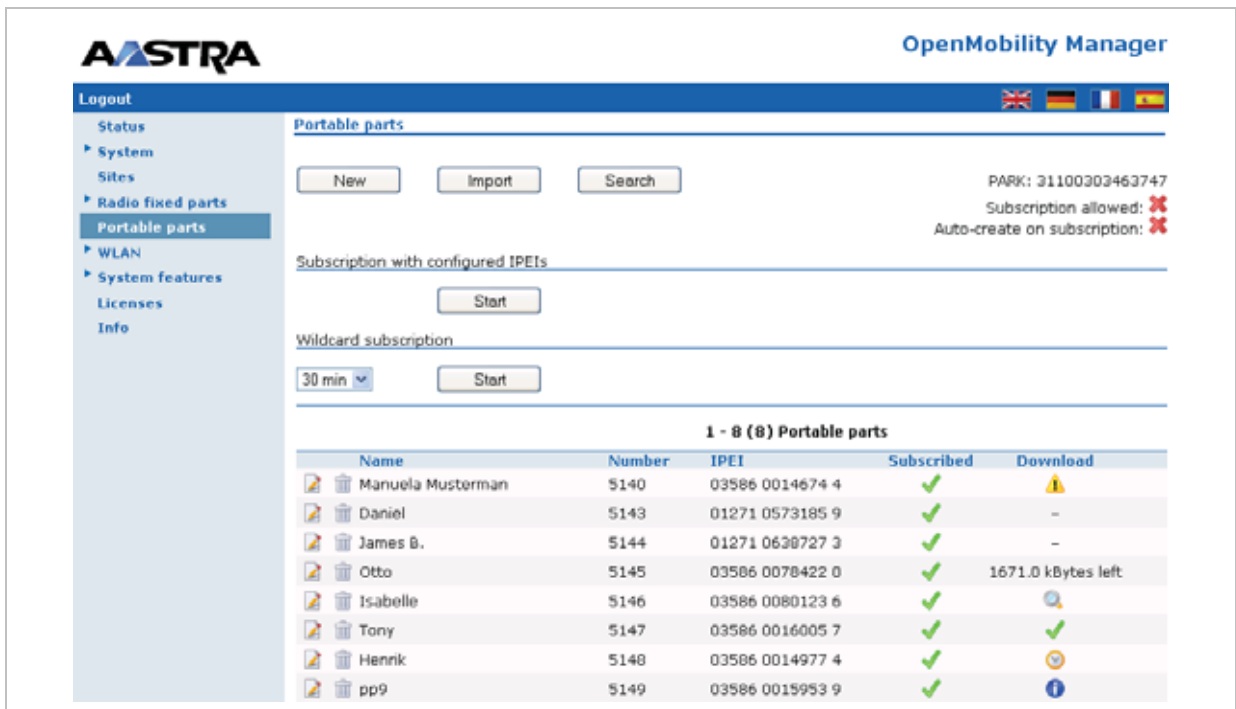 AASTRA
OpenMobility Manager
Logout
Status
System
Sites
Radio fixed parts
Portable parts
WLAN
System features
Licenses
Info
Portable parts
New Import Search
PARK: 31100303463747
Subscription allowed:
Auto-create on subscription:
Subscription with configured IPEIs
Start
Wildcard subscription
30 min Start
1 - 8 (8) Portable parts
Name Number IPEI Subscribed Download
Manuela Musterman 5140 03586 0014674 4
Daniel 5143 01271 0573185 9 –
James B. 5144 01271 0638727 3 –
Otto 5145 03586 0078422 0 1671.0 kBytes left
Isabelle 5146 03586 0080123 6
Tony 5147 03586 0016005 7
Henrik 5148 03586 0014977 4
pp9 5149 03586 0015953 9